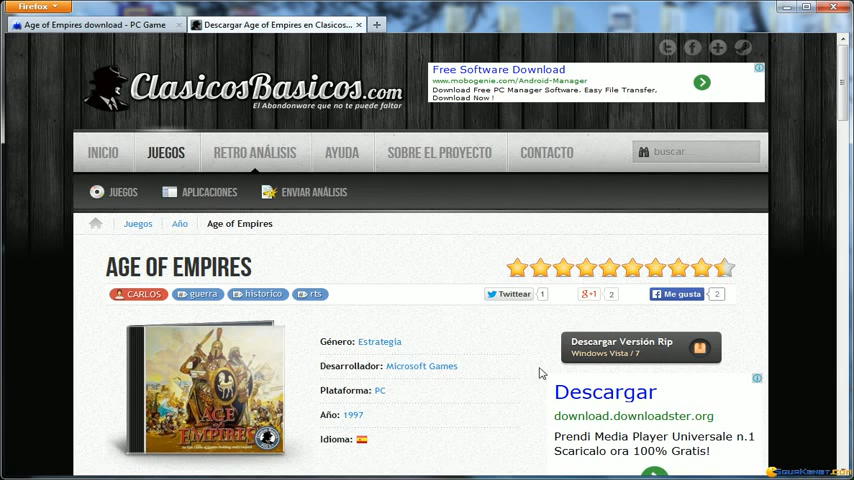 Firefox
Age of Empires download - PC Game
Descargar Age of Empires en Clasicos...
ClasicosBasicos.com
El Abandonware que no te puede faltar
Free Software Download
www.mobogenie.com/Android-Manager
Download Free PC Manager Software. Easy File Transfer,
Download Now !
INICIO
JUEGOS
RETRO ANÁLISIS
AYUDA
SOBRE EL PROYECTO
CONTACTO
buscar...
JUEGOS
APLICACIONES
ENVIAR ANÁLISIS
Juegos
Año
Age of Empires
AGE OF EMPIRES
CARLOS
guerra
historico
rts
Twittear
1
g+1
2
Me gusta
2
Género: Estrategia
Desarrollador: Microsoft Games
Plataforma: PC
Año: 1997
Idioma:
AGE
OF
EMPIRES
Descargar Versión Rip
Windows Vista / 7
Descargar
download.downloadster.org
Prendi Media Player Universale n.1
Scaricalo ora 100% Gratis!
SquaKenet.com